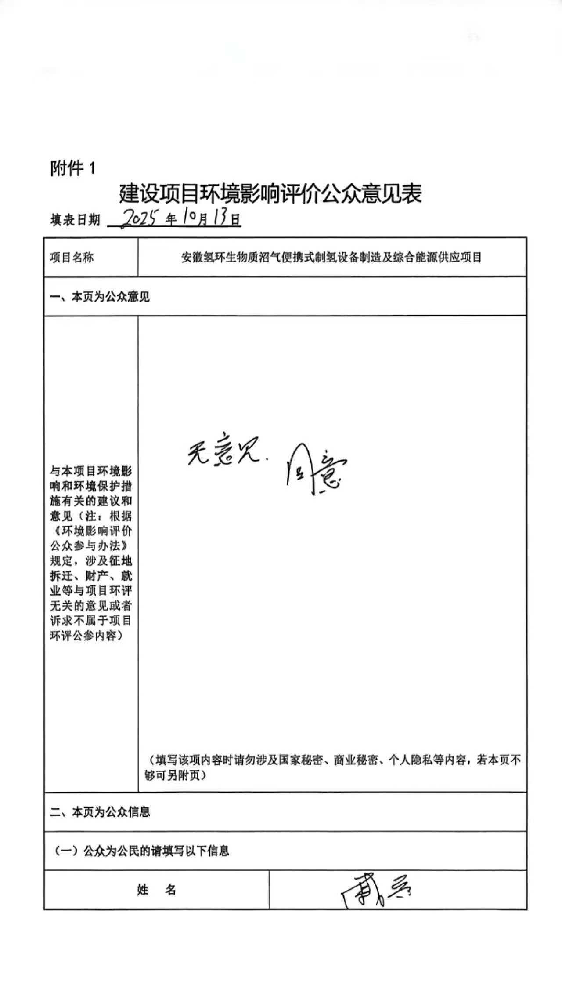 附件 1
建设项目环境影响评价公众意见表
填表日期 2025 年 10 月 13 日
项目名称
安徽氢环生物质沼气便携式制氢设备制造及综合能源供应项目
一、本页为公众意见
与本项目环境影
响和环境保护措
施有关的建议和
意见（注：根据
《环境影响评价
公众参与办法》
规定，涉及征地
拆迁、财产、就
业等与项目环评
无关的意见或者
诉求不属于项目
环评公参内容）
无意见. 同意
（填写该项内容时请勿涉及国家秘密、商业秘密、个人隐私等内容，若本页不
够可另附页）
二、本页为公众信息
（一）公众为公民的请填写以下信息
姓 名